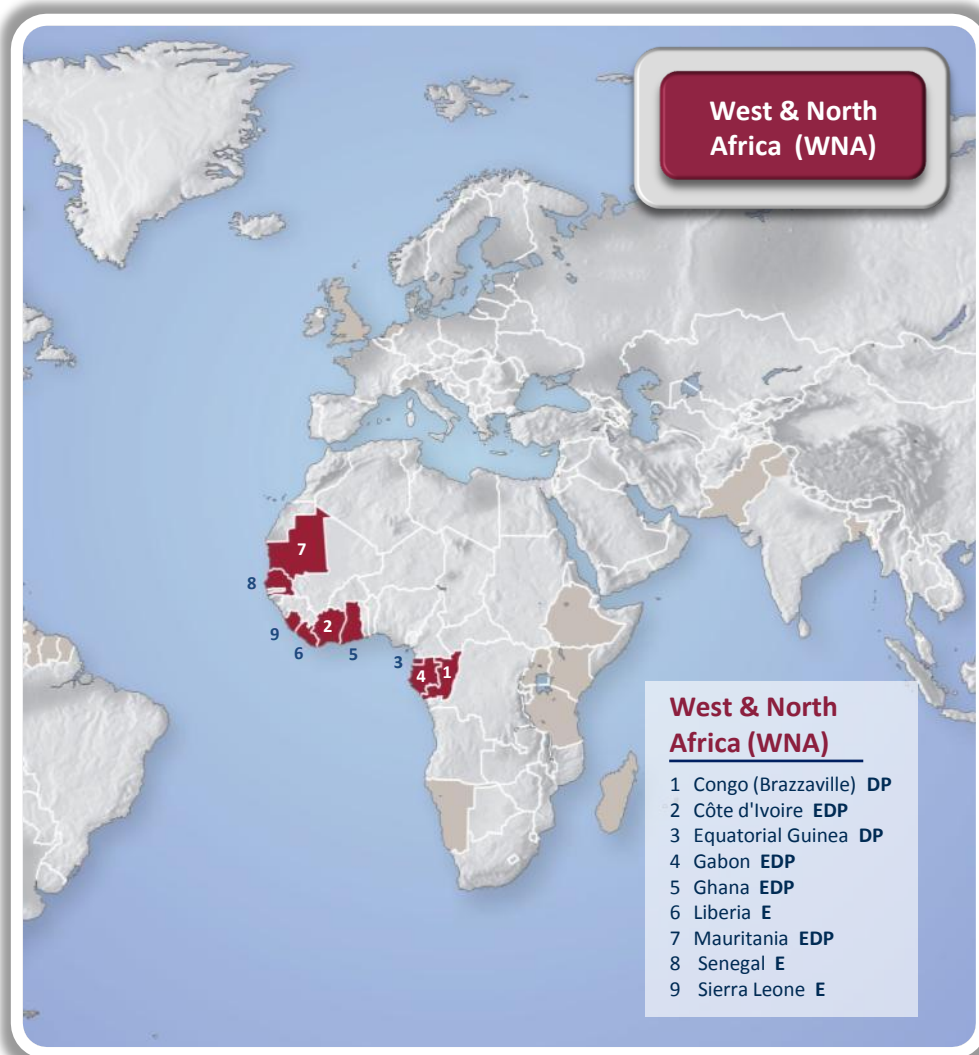 West & North
Africa (WNA)
7
8
9
2
6
5
3
4
1
West & North
Africa (WNA)
1 Congo (Brazzaville) DP
2 Côte d'Ivoire EDP
3 Equatorial Guinea DP
4 Gabon EDP
5 Ghana EDP
6 Liberia E
7 Mauritania EDP
8 Senegal E
9 Sierra Leone E